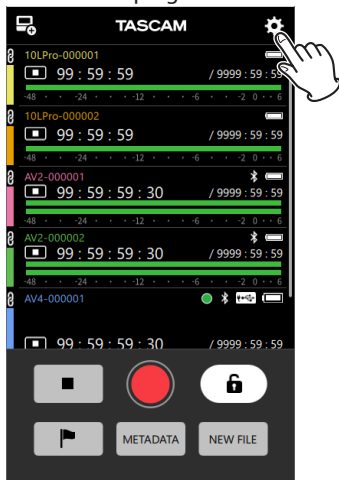 TASCAM
10LPro-000001
99 : 59 : 59 / 9999 : 59 : 59
-48 -24 -12 -6 -2 0 6
10LPro-000002
99 : 59 : 59 / 9999 : 59 : 59
-48 -24 -12 -6 -2 0 6
AV2-000001
99 : 59 : 59 : 30 / 9999 : 59 : 59
-48 -24 -12 -6 -2 0 6
AV2-000002
99 : 59 : 59 : 30 / 9999 : 59 : 59
-48 -24 -12 -6 -2 0 6
AV4-000001
99 : 59 : 59 : 30 / 9999 : 59 : 59
METADATA
NEW FILE